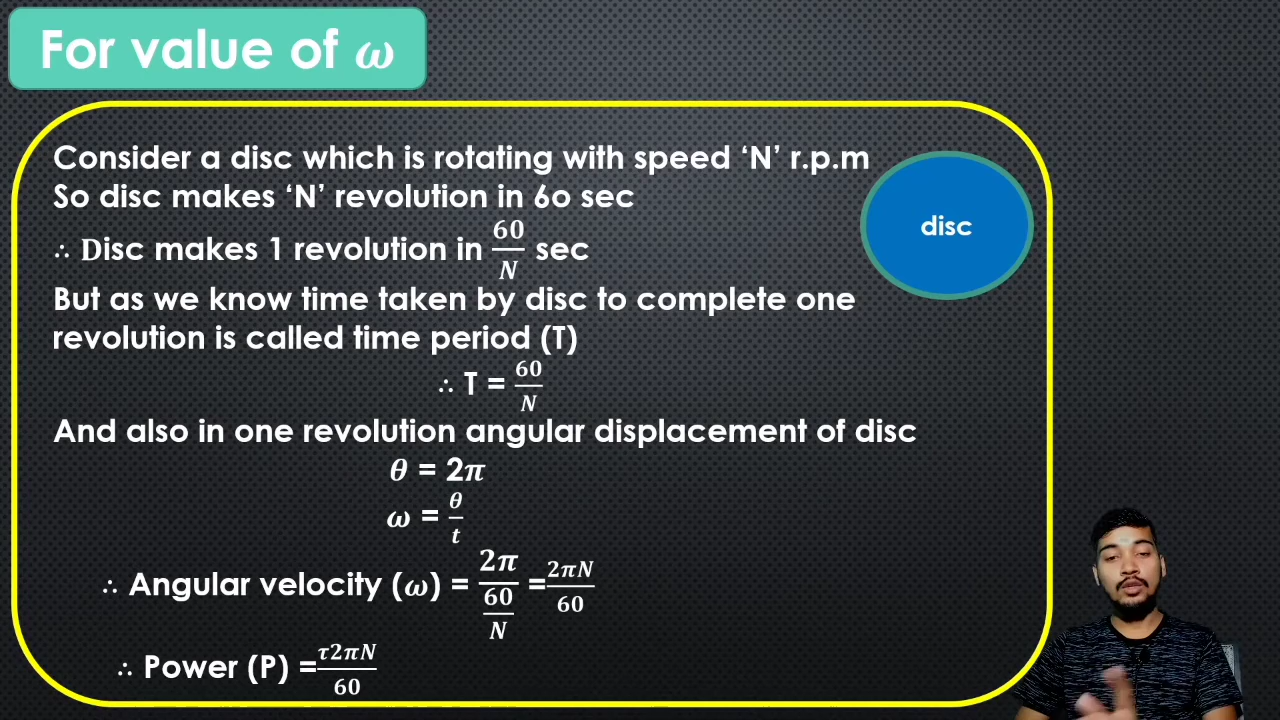 For value of ω
Consider a disc which is rotating with speed ‘N’ r.p.m
So disc makes ‘N’ revolution in 6o sec
∴ Disc makes 1 revolution in 60/N sec
disc
But as we know time taken by disc to complete one
revolution is called time period (T)
∴ T = 60/N
And also in one revolution angular displacement of disc
θ = 2π
ω = θ/t
∴ Angular velocity (ω) = 2π/(60/N) = 2πN/60
∴ Power (P) = τ2πN/60